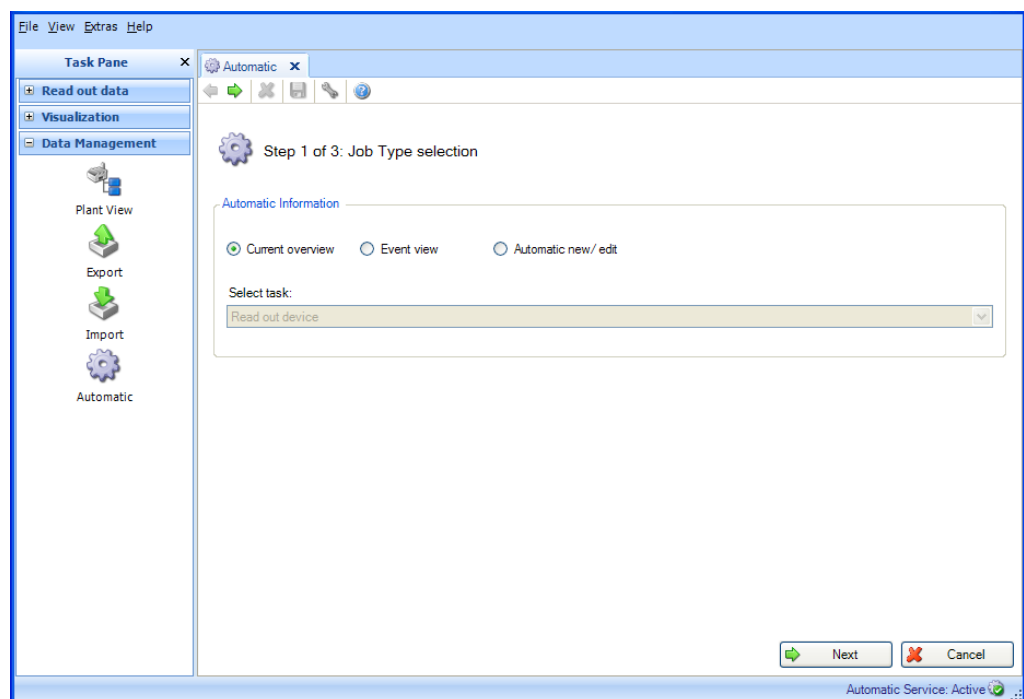 File View Extras Help
Task Pane
Automatic
Read out data
Visualization
Data Management
Plant View
Export
Import
Automatic
Step 1 of 3: Job Type selection
Automatic Information
Current overview Event view Automatic new/ edit
Select task:
Read out device
Next Cancel
Automatic Service: Active